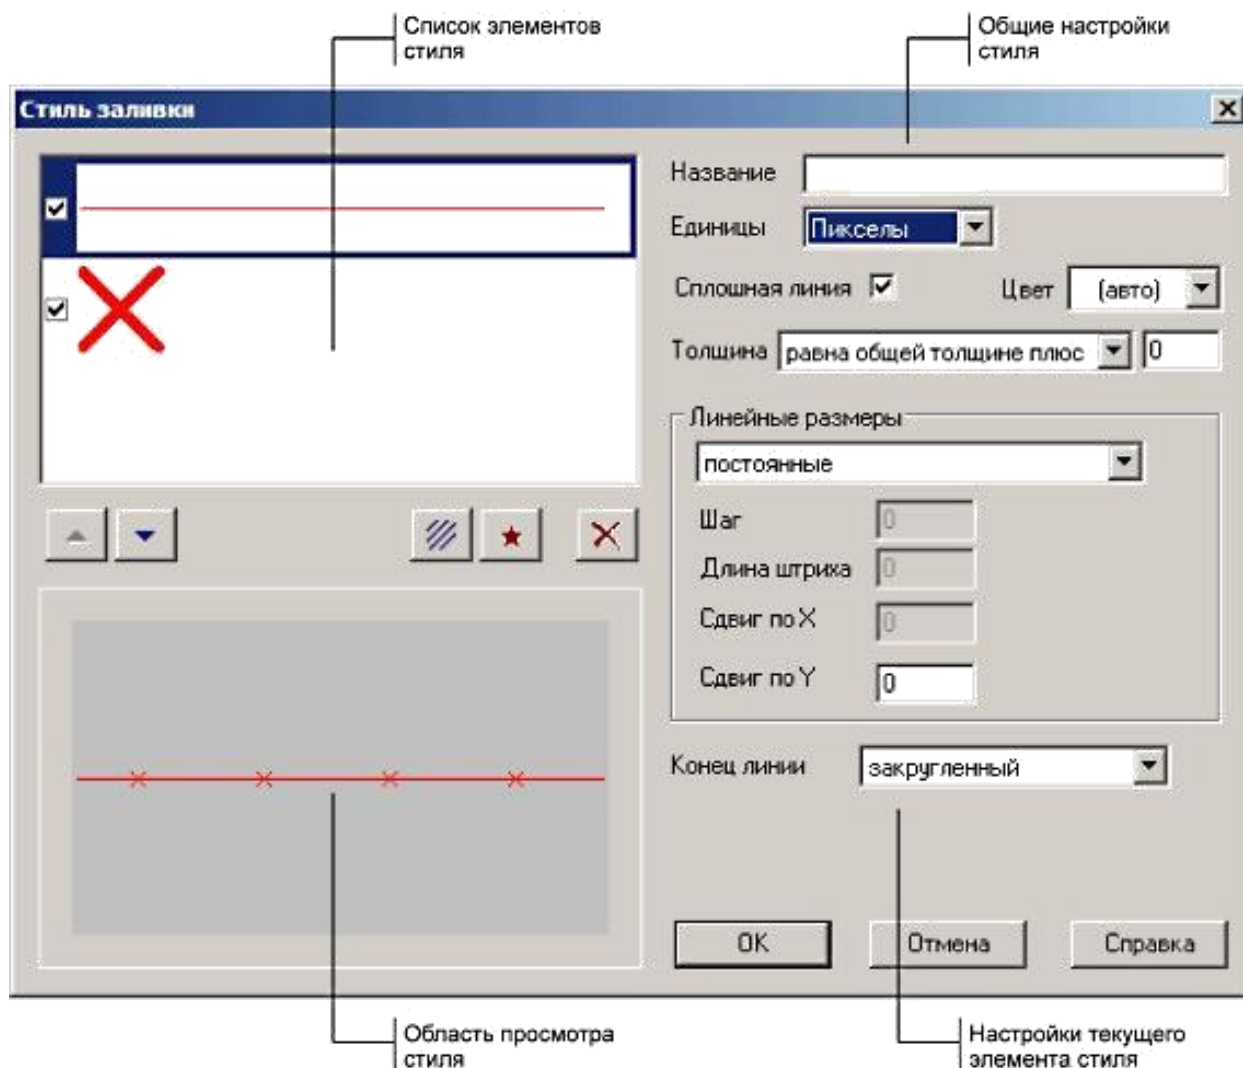 Список элементов
стиля
Общие настройки
стиля
Стиль заливки
Название
Единицы Пикселы
Сплошная линия Цвет (авто)
Толщина равна общей толщине плюс 0
Линейные размеры
постоянные
Шаг 0
Длина штриха 0
Сдвиг по X 0
Сдвиг по Y 0
Конец линии закругленный
OK Отмена Справка
Область просмотра
стиля
Настройки текущего
элемента стиля